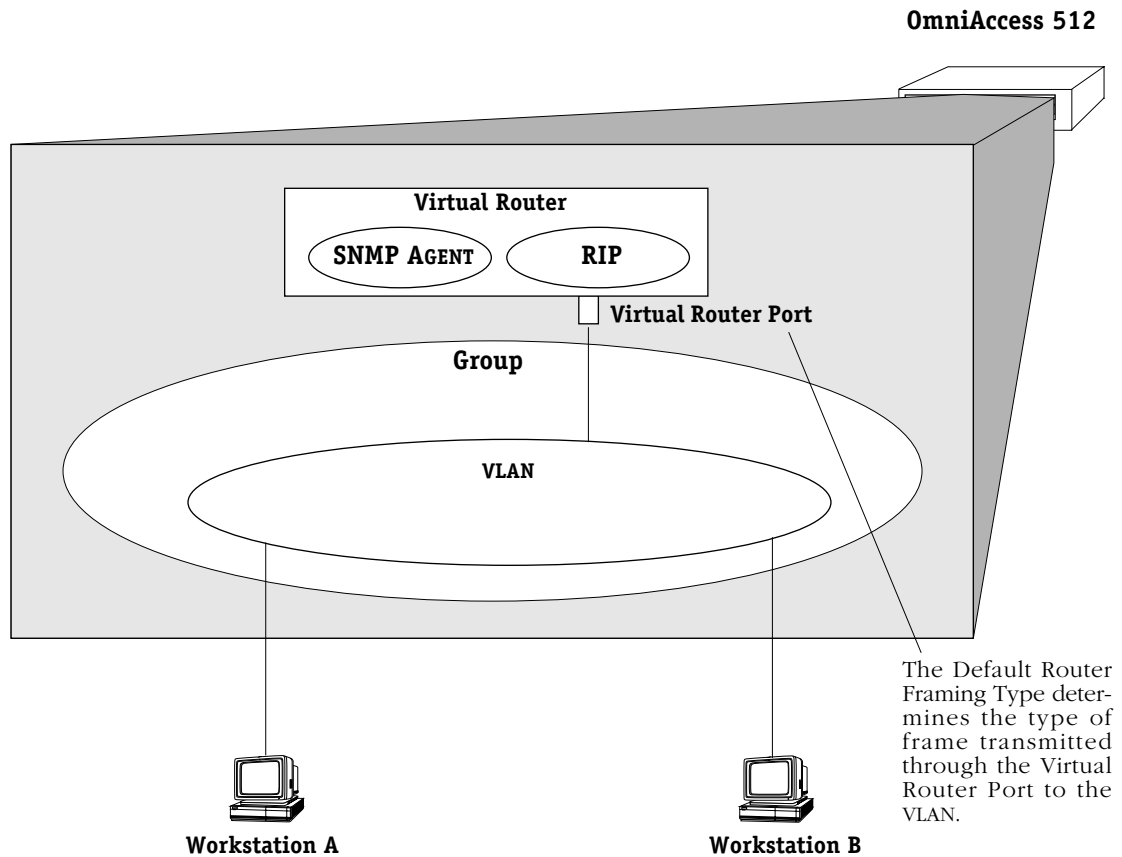 OmniAccess 512
Virtual Router
SNMP AGENT
RIP
Virtual Router Port
Group
VLAN
The Default Router
Framing Type deter-
mines the type of
frame transmitted
through the Virtual
Router Port to the
VLAN.
Workstation A
Workstation B